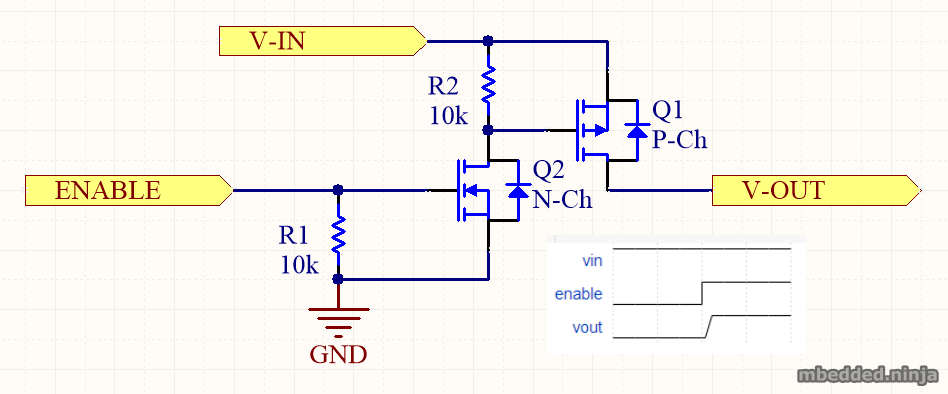 V-IN
R2
10k
Q1
P-Ch
ENABLE
Q2
N-Ch
V-OUT
R1
10k
GND
vin
enable
vout
mbedded.ninja